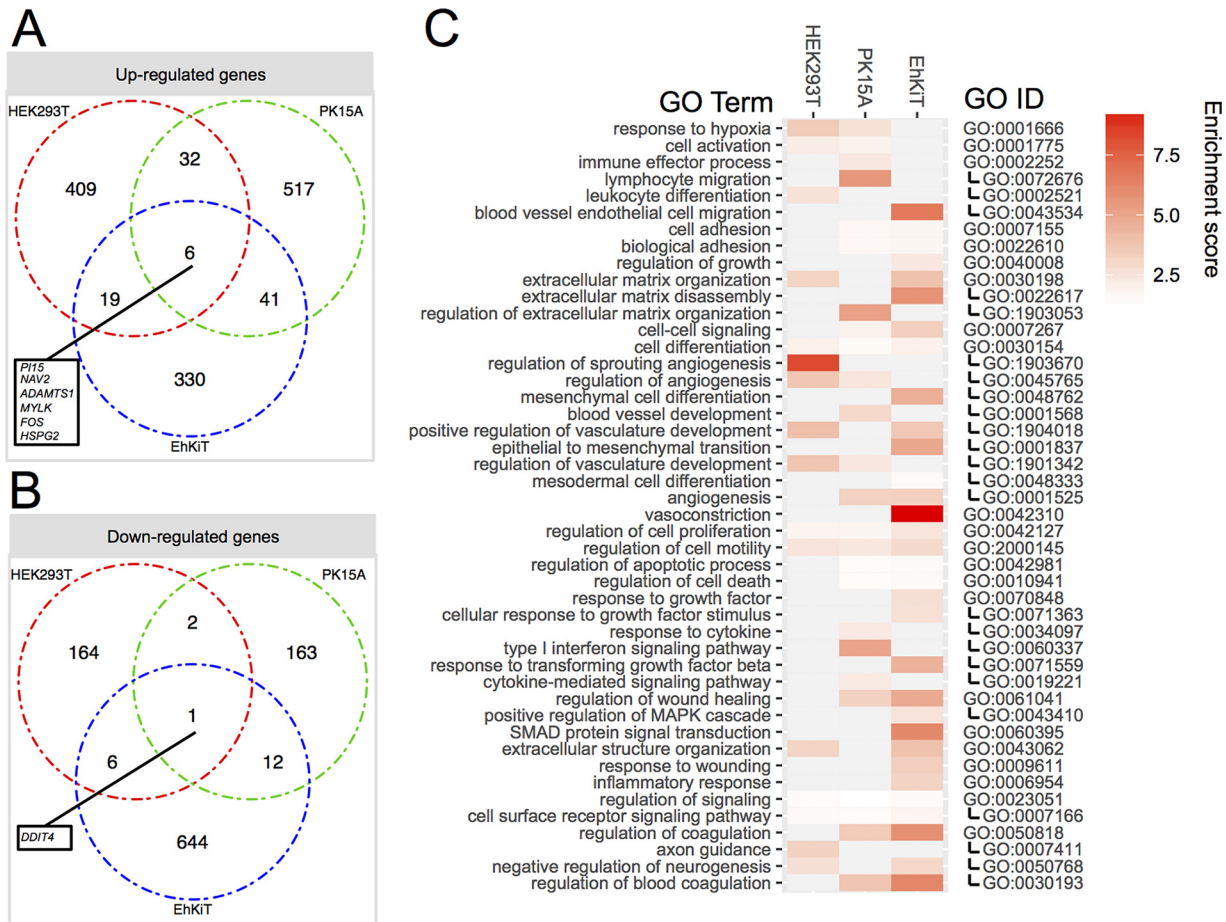 A
Up-regulated genes
HEK293T
PK15A
32
409
517
6
19
41
330
PI15
NAV2
ADAMTS1
MYLK
FOS
HSPG2
EhKiT
B
Down-regulated genes
HEK293T
PK15A
2
164
163
1
6
12
644
DDIT4
EhKiT
C
HEK293T
PK15A
EhKiT
GO Term
GO ID
response to hypoxia GO:0001666
cell activation GO:0001775
immune effector process GO:0002252
lymphocyte migration GO:0072676
leukocyte differentiation GO:0002521
blood vessel endothelial cell migration GO:0043534
cell adhesion GO:0007155
biological adhesion GO:0022610
regulation of growth GO:0040008
extracellular matrix organization GO:0030198
extracellular matrix disassembly GO:0022617
regulation of extracellular matrix organization GO:1903053
cell-cell signaling GO:0007267
cell differentiation GO:0030154
regulation of sprouting angiogenesis GO:1903670
regulation of angiogenesis GO:0045765
mesenchymal cell differentiation GO:0048762
blood vessel development GO:0001568
positive regulation of vasculature development GO:1904018
epithelial to mesenchymal transition GO:0001837
regulation of vasculature development GO:1901342
mesodermal cell differentiation GO:0048333
angiogenesis GO:0001525
vasoconstriction GO:0042310
regulation of cell proliferation GO:0042127
regulation of cell motility GO:2000145
regulation of apoptotic process GO:0042981
regulation of cell death GO:0010941
response to growth factor GO:0070848
cellular response to growth factor stimulus GO:0071363
response to cytokine GO:0034097
type I interferon signaling pathway GO:0060337
response to transforming growth factor beta GO:0071559
cytokine-mediated signaling pathway GO:0019221
regulation of wound healing GO:0061041
positive regulation of MAPK cascade GO:0043410
SMAD protein signal transduction GO:0060395
extracellular structure organization GO:0043062
response to wounding GO:0009611
inflammatory response GO:0006954
regulation of signaling GO:0023051
cell surface receptor signaling pathway GO:0007166
regulation of coagulation GO:0050818
axon guidance GO:0007411
negative regulation of neurogenesis GO:0050768
regulation of blood coagulation GO:0030193
7.5
5.0
2.5
Enrichment score